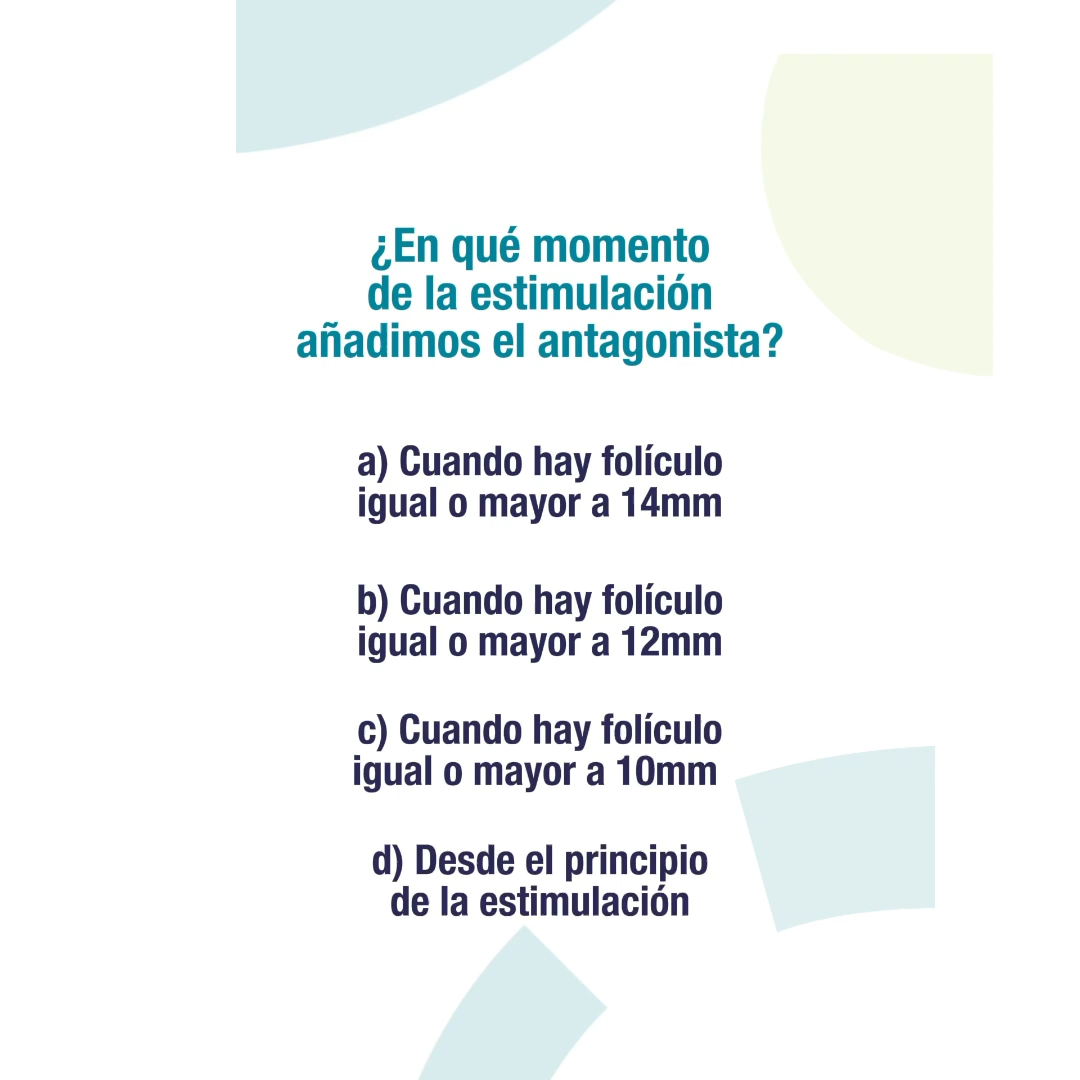 ¿En qué momento
de la estimulación
añadimos el antagonista?
a) Cuando hay folículo
igual o mayor a 14mm
b) Cuando hay folículo
igual o mayor a 12mm
c) Cuando hay folículo
igual o mayor a 10mm
d) Desde el principio
de la estimulación